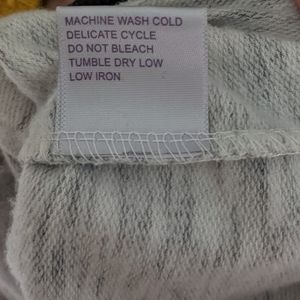 MACHINE WASH COLD
DELICATE CYCLE
DO NOT BLEACH
TUMBLE DRY LOW
LOW IRON